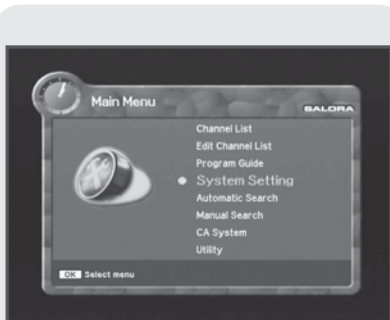 Main Menu
SALORA
Channel List
Edit Channel List
Program Guide
System Setting
Automatic Search
Manual Search
CA System
Utility
OK Select menu